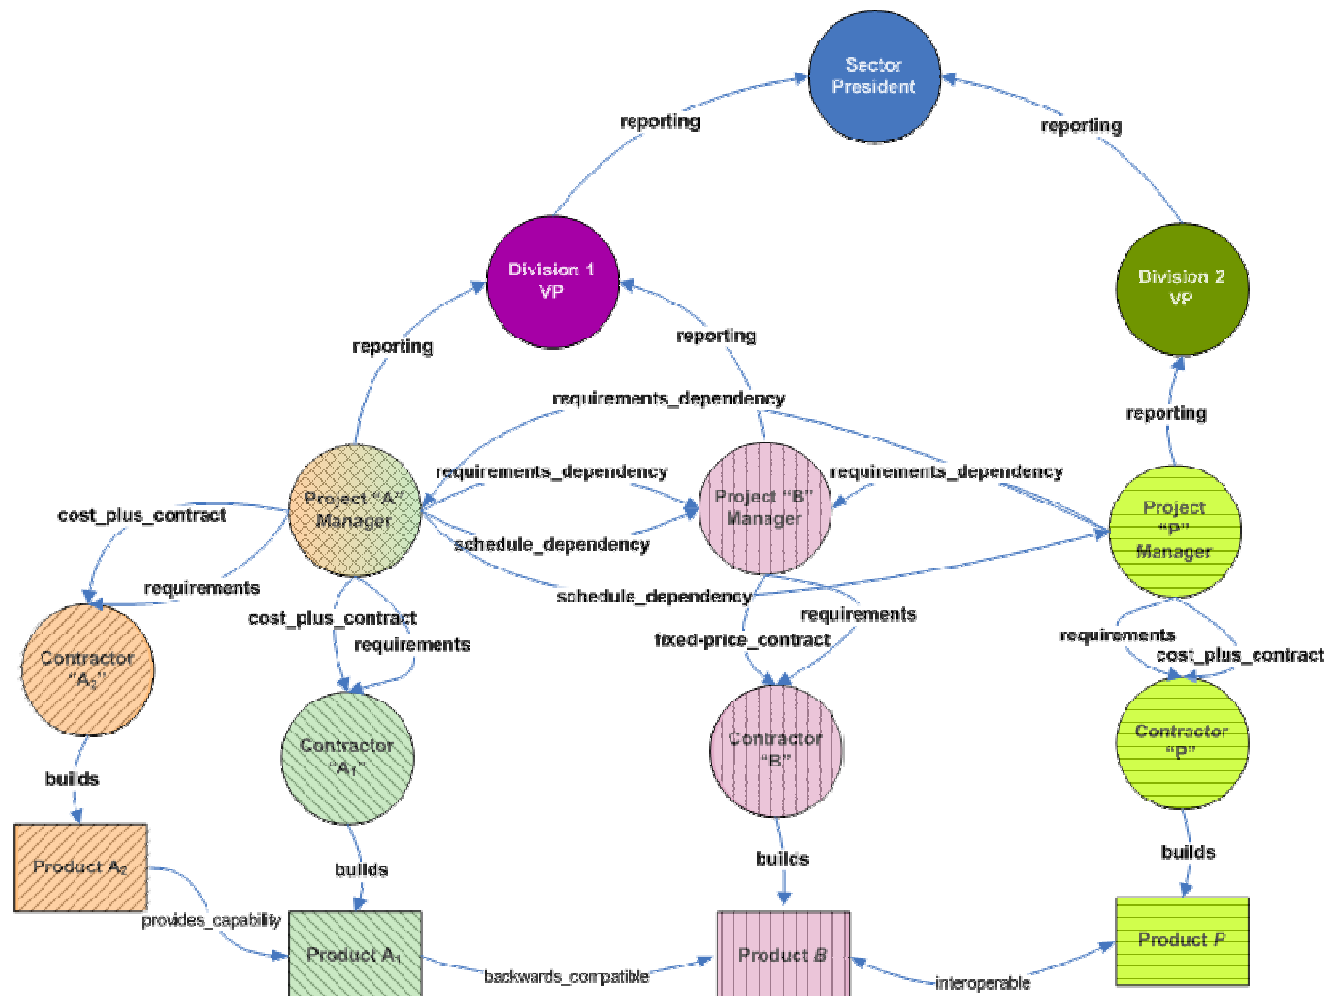 Sector
President
reporting
reporting
Division 1
VP
Division 2
VP
reporting
reporting
requirements_dependency
reporting
requirements_dependency
requirements_dependency
Project “A”
Manager
Project “B”
Manager
Project
“P”
Manager
cost_plus_contract
schedule_dependency
requirements
schedule_dependency
cost_plus_contract
requirements
requirements
fixed-price_contract
requirements
cost_plus_contract
Contractor
“A₂”
Contractor
“A₁”
Contractor
“B”
Contractor
“P”
builds
builds
builds
builds
Product A₂
provides_capability
Product A₁
backwards_compatible
Product B
interoperable
Product P